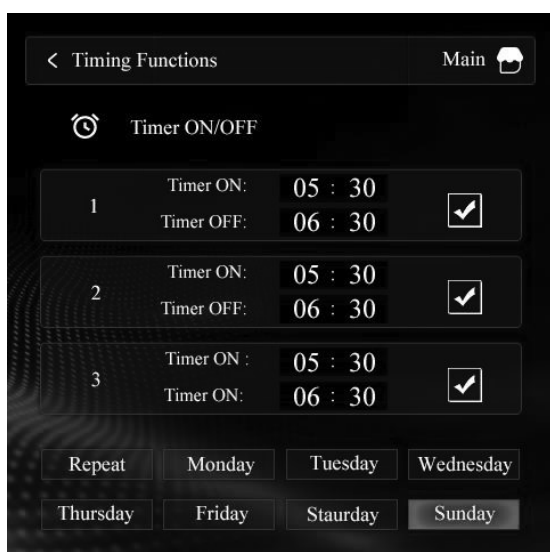 < Timing Functions Main
Timer ON/OFF
1
Timer ON: 05 : 30
Timer OFF: 06 : 30
2
Timer ON: 05 : 30
Timer OFF: 06 : 30
3
Timer ON : 05 : 30
Timer ON: 06 : 30
Repeat Monday Tuesday Wednesday
Thursday Friday Staurday Sunday